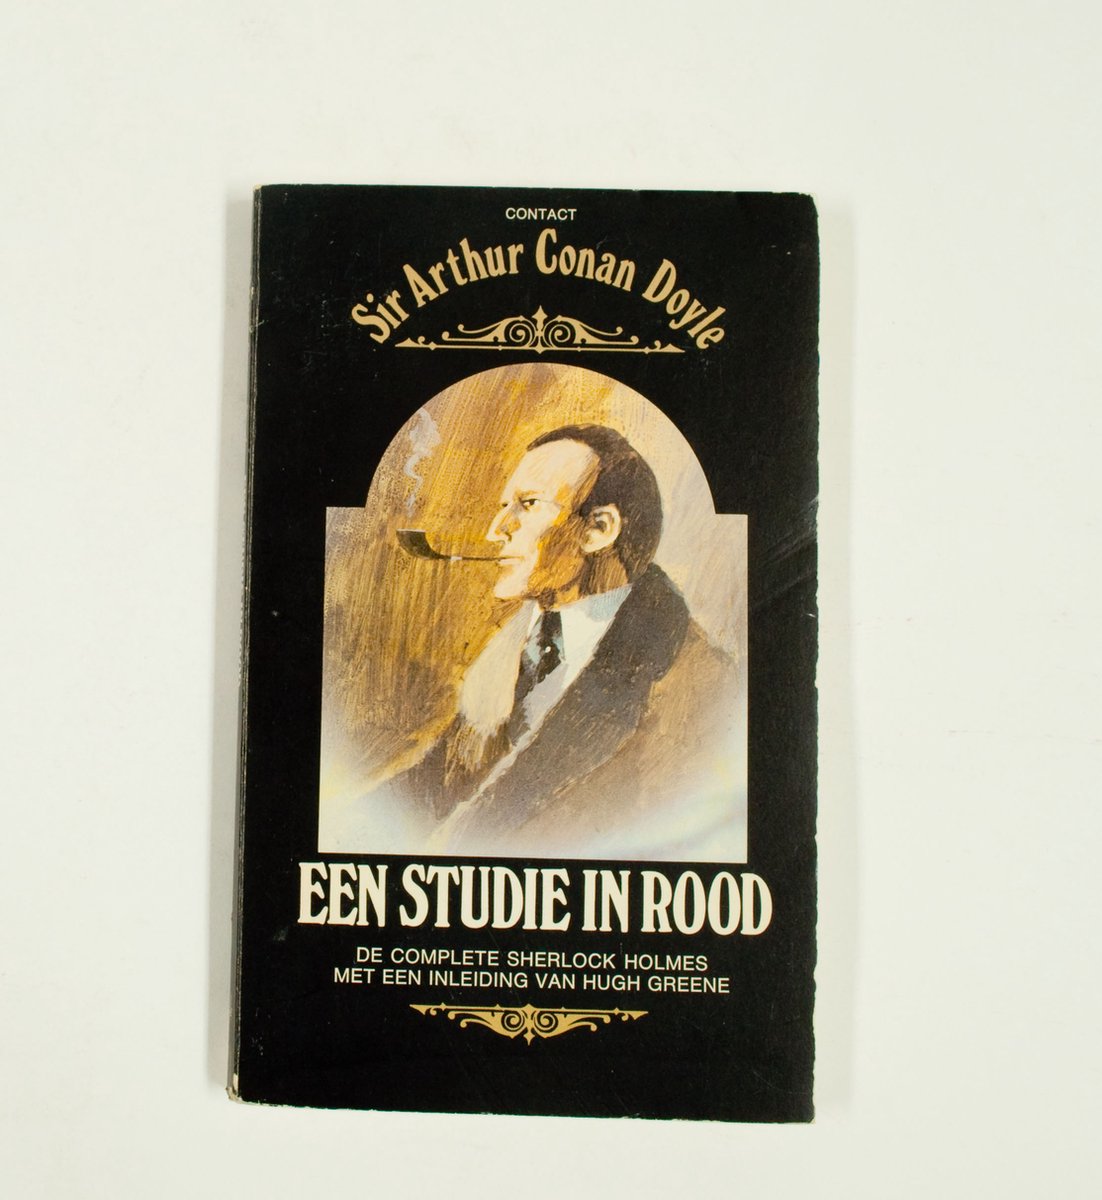 CONTACT
Sir Arthur Conan Doyle
EEN STUDIE IN ROOD
DE COMPLETE SHERLOCK HOLMES
MET EEN INLEIDING VAN HUGH GREENE